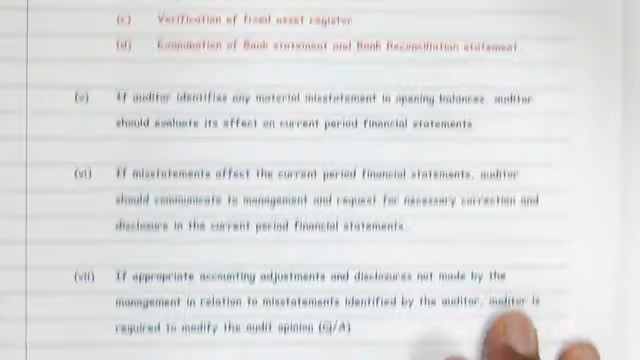 (c) Verification of fixed asset register
(d) Examination of Bank statement and Bank Reconciliation statement.
(v) If auditor identifies any material misstatement in opening balances, auditor
should evaluate its effect on current period financial statements
(vi) If misstatements affect the current period financial statements, auditor
should communicate to management and request for necessary correction and
disclosure in the current period financial statements.
(vii) If appropriate accounting adjustments and disclosures not made by the
management in relation to misstatements identified by the auditor, auditor is
required to modify the audit opinion (Q/A)